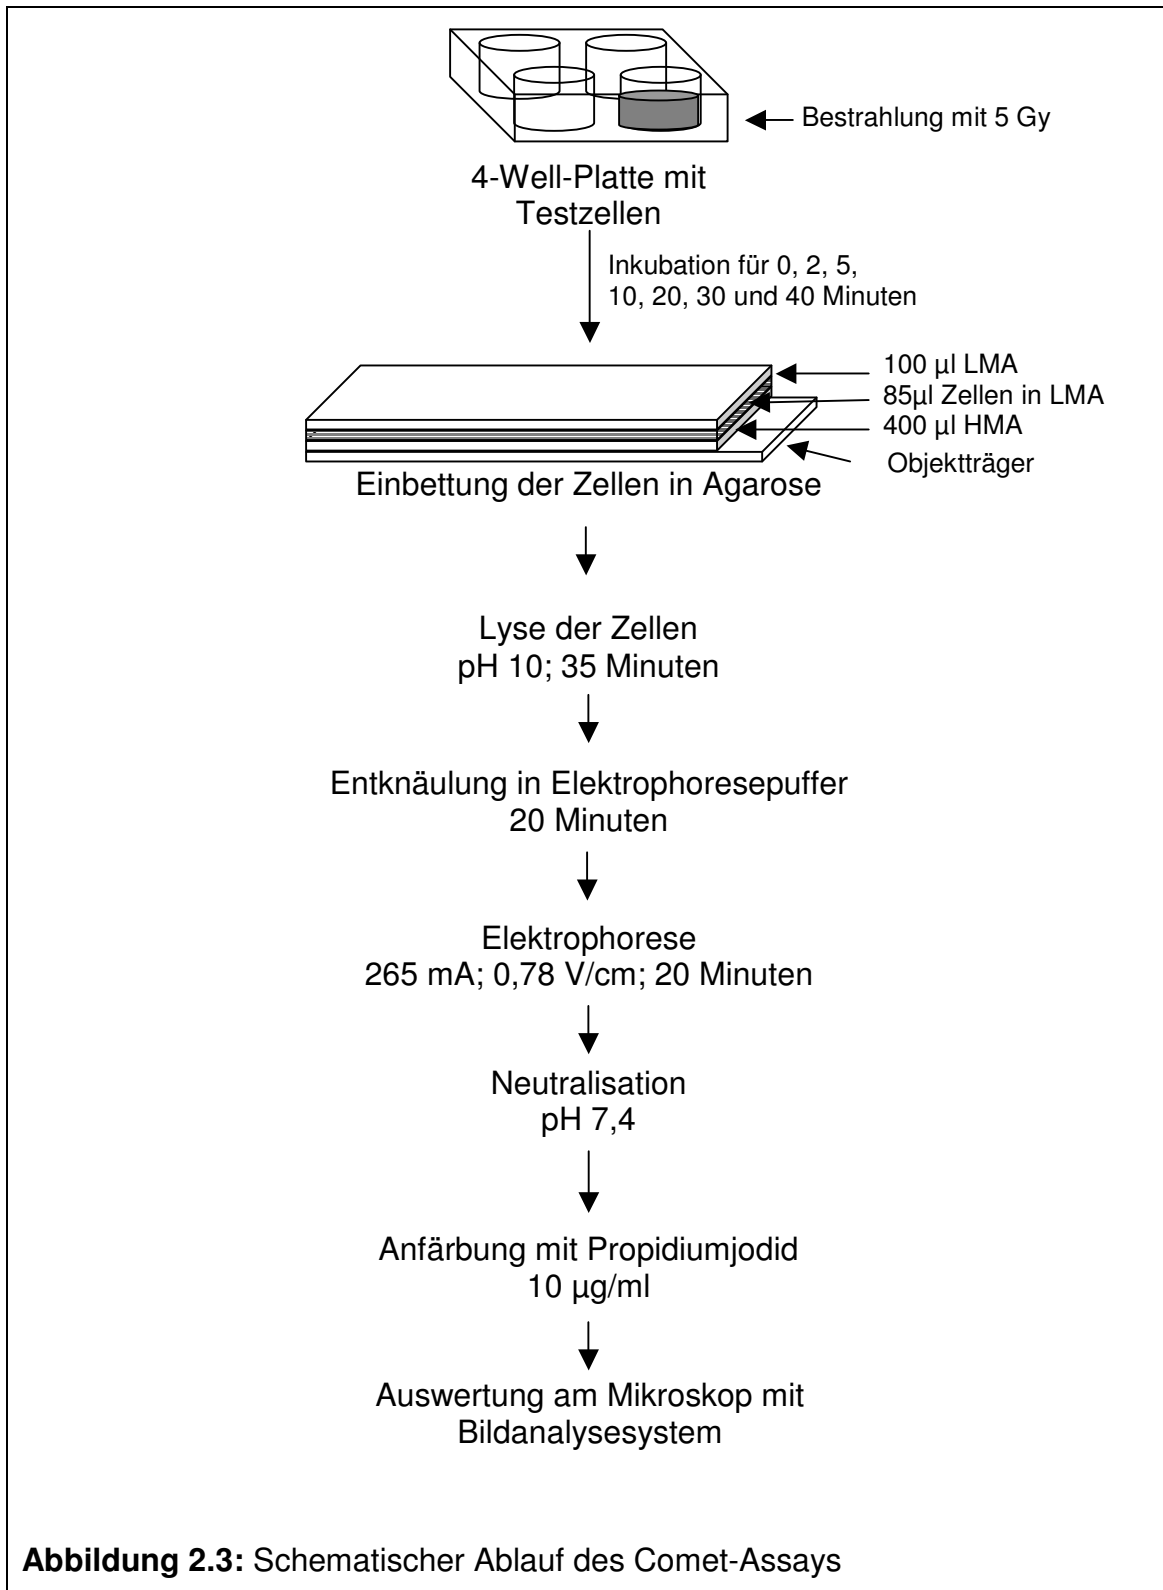 Bestrahlung mit 5 Gy
4-Well-Platte mit
Testzellen
Inkubation für 0, 2, 5,
10, 20, 30 und 40 Minuten
100 µl LMA
85µl Zellen in LMA
400 µl HMA
Objektträger
Einbettung der Zellen in Agarose
Lyse der Zellen
pH 10; 35 Minuten
Entknäulung in Elektrophoresepuffer
20 Minuten
Elektrophorese
265 mA; 0,78 V/cm; 20 Minuten
Neutralisation
pH 7,4
Anfärbung mit Propidiumjodid
10 µg/ml
Auswertung am Mikroskop mit
Bildanalysesystem
Abbildung 2.3: Schematischer Ablauf des Comet-Assays